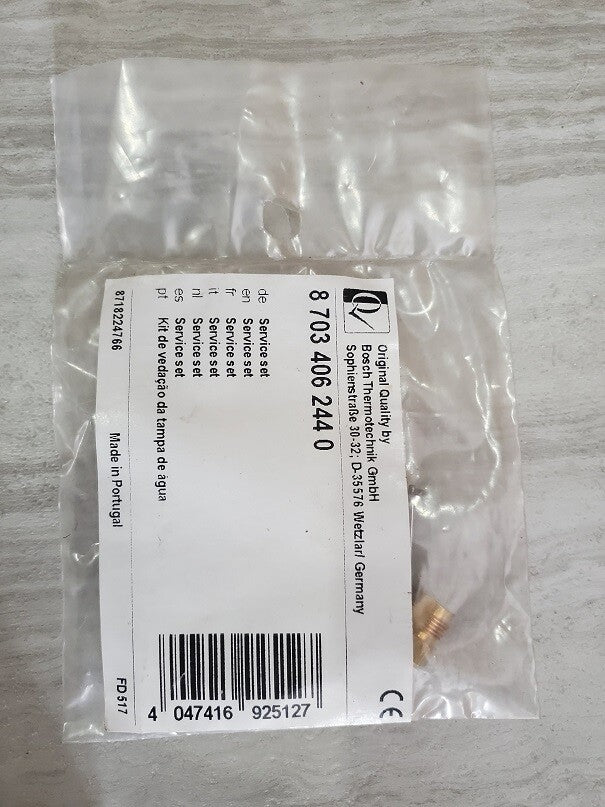 Original Quality by
Bosch Thermotechnik GmbH
Sophienstraße 30-32; D-35576 Wetzlar/ Germany
8 703 406 244 0
de Service set
en Service set
fr Service set
it Service set
nl Service set
es Service set
pt Kit de vedação da tampa de água
8718224766
Made in Portugal
FD 517
4 047416 925127
CE